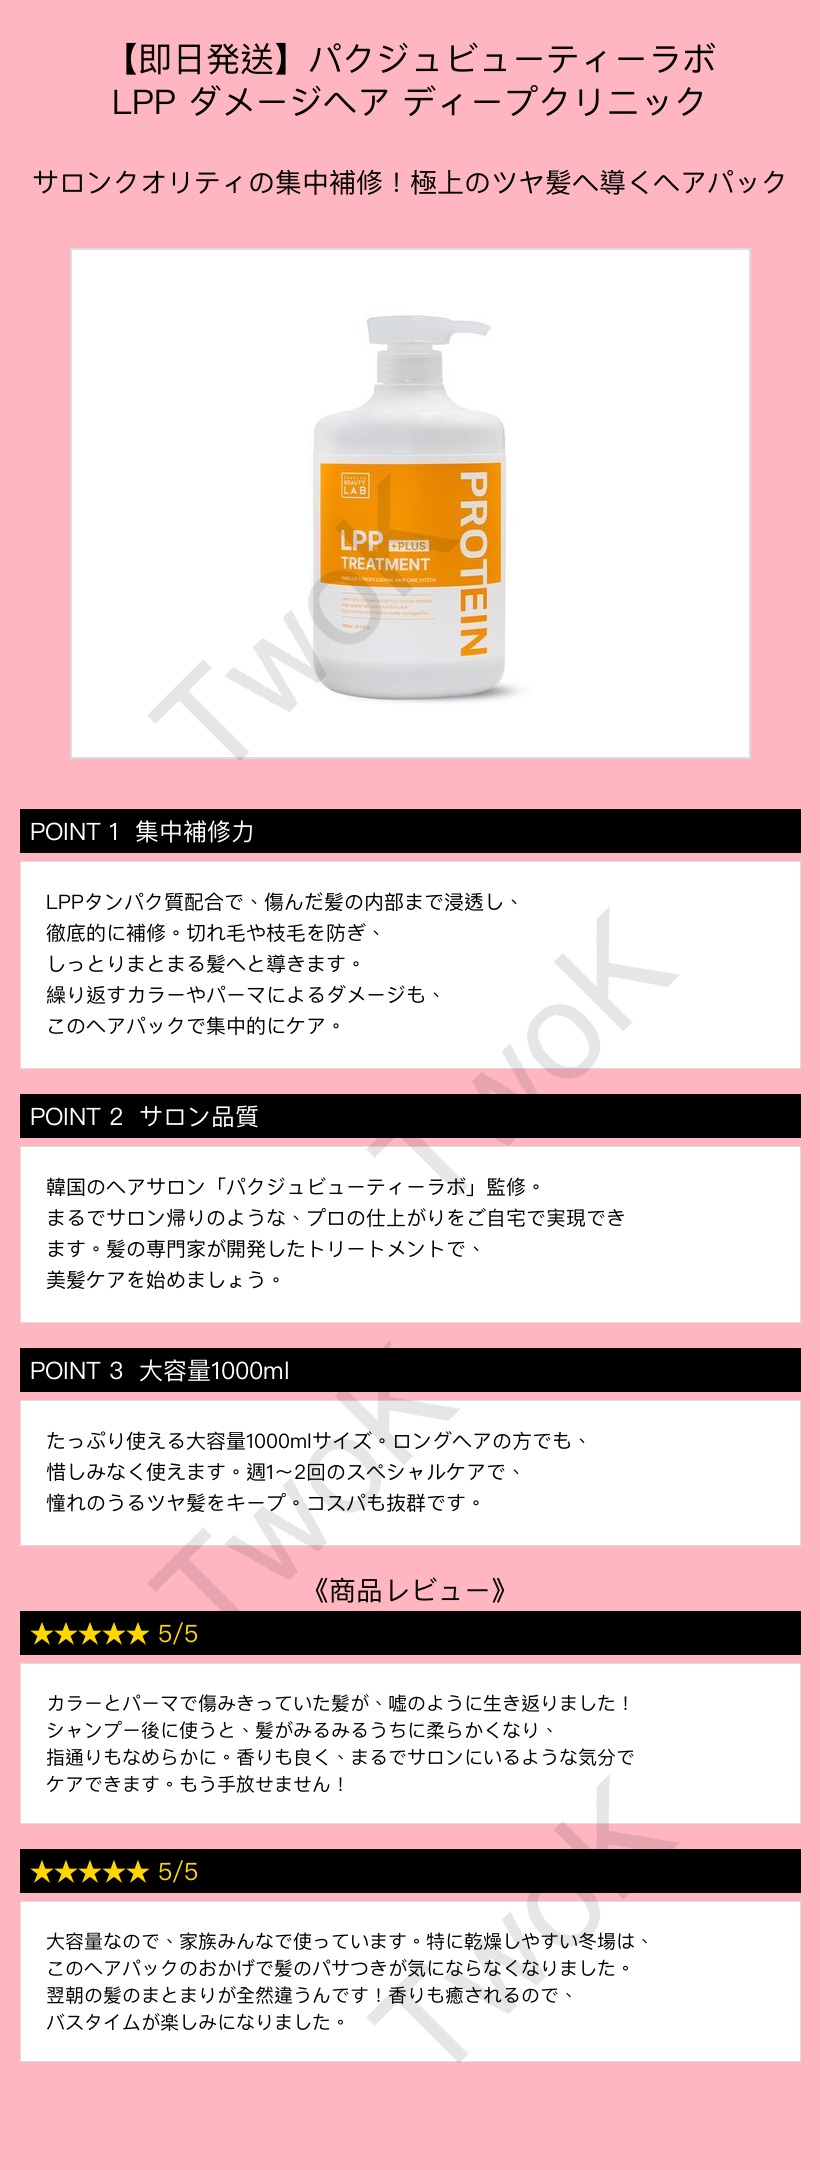 【即日発送】パクジュビューティーラボ
LPP ダメージヘア ディープクリニック
サロンクオリティの集中補修！極上のツヤ髪へ導くヘアパック
BEAUTY
LAB
LPP +PLUS
TREATMENT
PROTEIN
TwoK
POINT 1 集中補修力
LPPタンパク質配合で、傷んだ髪の内部まで浸透し、
徹底的に補修。切れ毛や枝毛を防ぎ、
しっとりまとまる髪へと導きます。
繰り返すカラーやパーマによるダメージも、
このヘアパックで集中的にケア。
TwoK
POINT 2 サロン品質
韓国のヘアサロン「パクジュビューティーラボ」監修。
まるでサロン帰りのような、プロの仕上がりをご自宅で実現でき
ます。髪の専門家が開発したトリートメントで、
美髪ケアを始めましょう。
POINT 3 大容量1000ml
たっぷり使える大容量1000mlサイズ。ロングヘアの方でも、
惜しみなく使えます。週1〜2回のスペシャルケアで、
憧れのうるツヤ髪をキープ。コスパも抜群です。
TwoK
《商品レビュー》
★★★★★ 5/5
カラーとパーマで傷みきっていた髪が、嘘のように生き返りました！
シャンプー後に使うと、髪がみるみるうちに柔らかくなり、
指通りもなめらかに。香りも良く、まるでサロンにいるような気分で
ケアできます。もう手放せません！
★★★★★ 5/5
大容量なので、家族みんなで使っています。特に乾燥しやすい冬場は、
このヘアパックのおかげで髪のパサつきが気にならなくなりました。
翌朝の髪のまとまりが全然違うんです！香りも癒されるので、
バスタイムが楽しみになりました。
TwoK